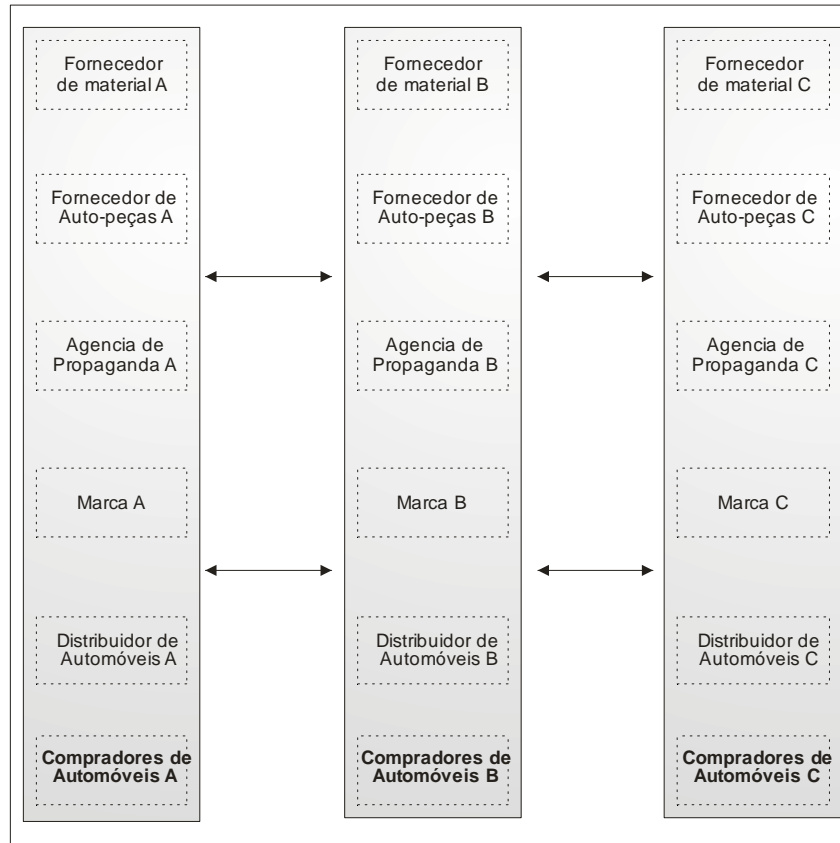 Fornecedor
de material A
Fornecedor de
Auto-peças A
Agencia de
Propaganda A
Marca A
Distribuidor de
Automóveis A
Compradores de
Automóveis A
Fornecedor
de material B
Fornecedor de
Auto-peças B
Agencia de
Propaganda B
Marca B
Distribuidor de
Automóveis B
Compradores de
Automóveis B
Fornecedor
de material C
Fornecedor de
Auto-peças C
Agencia de
Propaganda C
Marca C
Distribuidor de
Automóveis C
Compradores de
Automóveis C